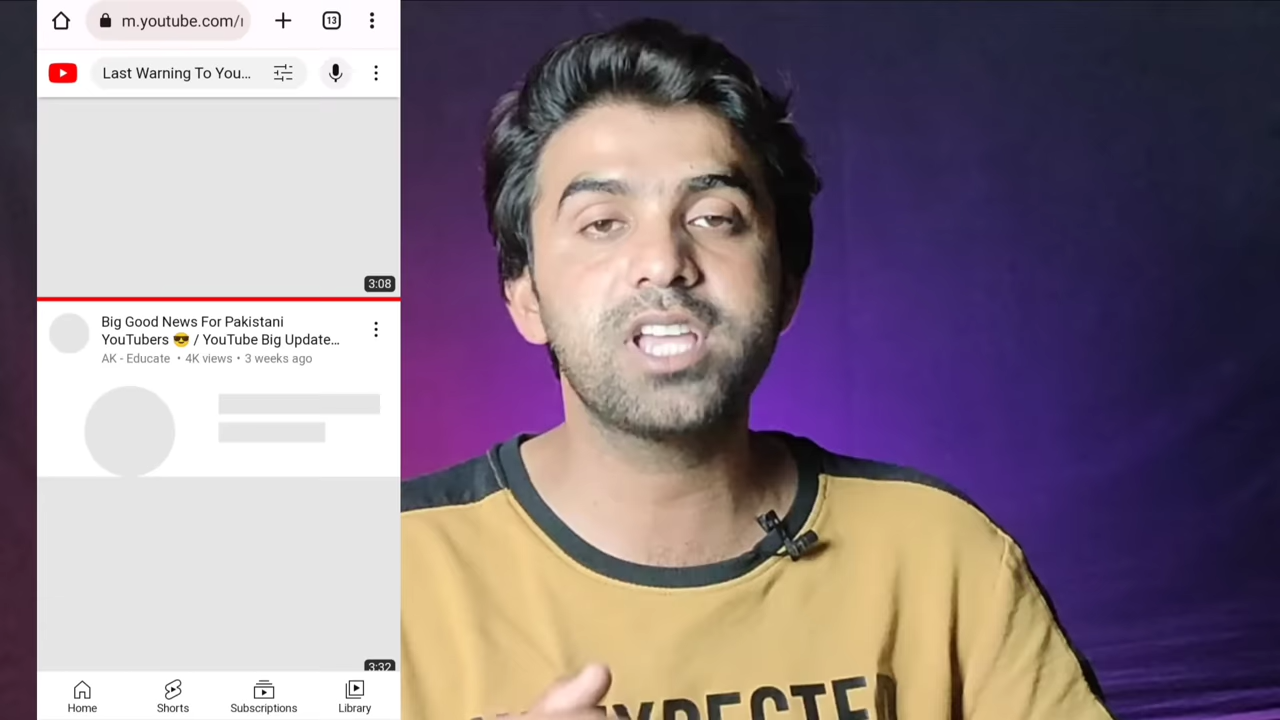 m.youtube.com/
13
Last Warning To You...
3:08
Big Good News For Pakistani
YouTubers 😎 / YouTube Big Update...
AK - Educate • 4K views • 3 weeks ago
3:32
Home
Shorts
Subscriptions
Library